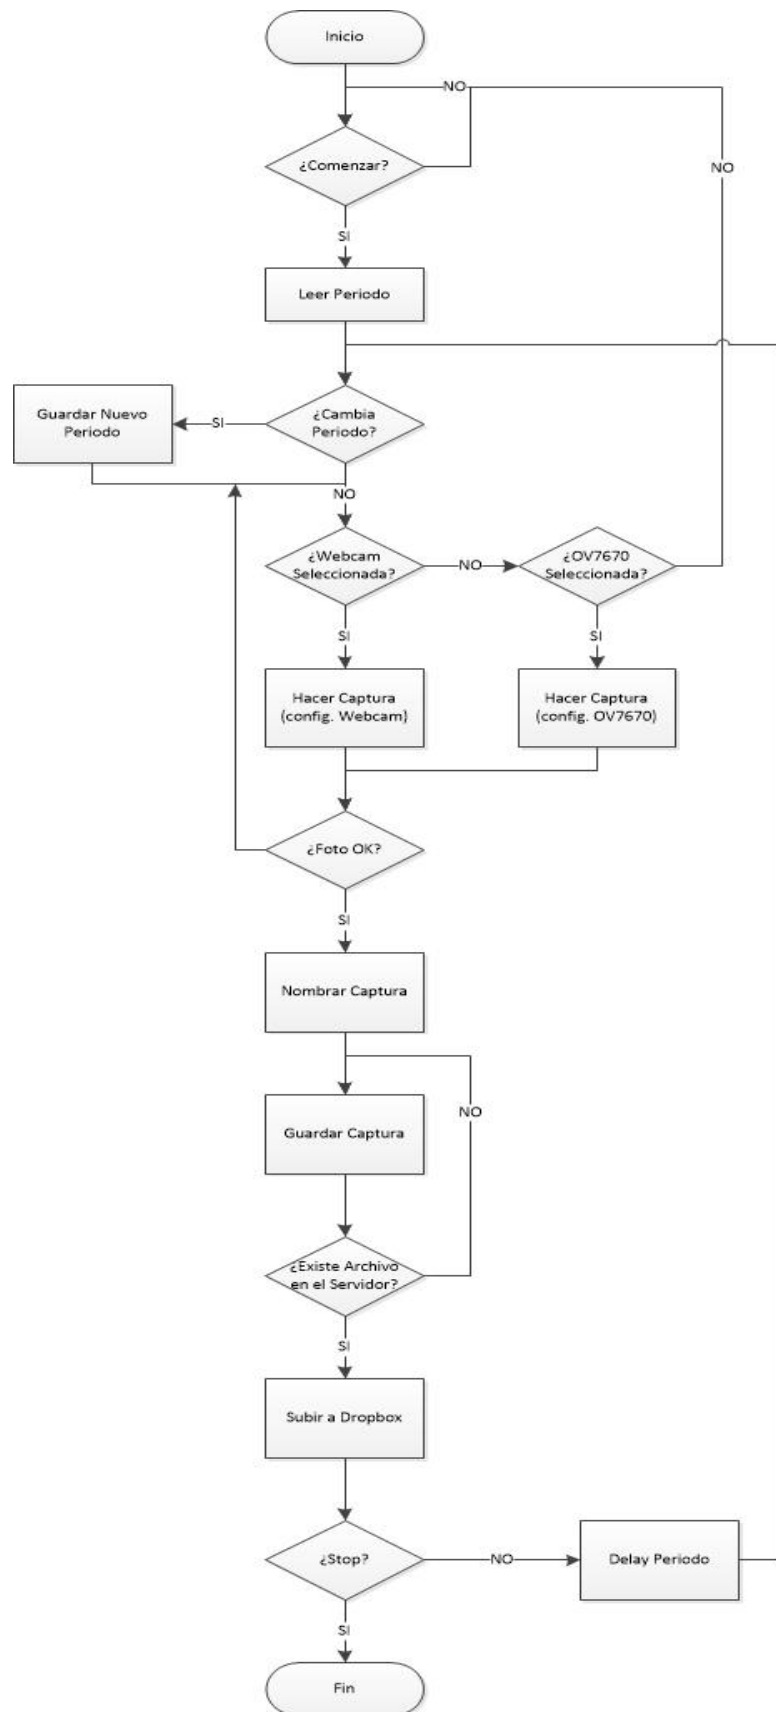 Inicio
NO
¿Comenzar?
NO
SI
Leer Periodo
Guardar Nuevo
Periodo
SI
¿Cambia
Periodo?
NO
¿Webcam
Seleccionada?
NO
¿OV7670
Seleccionada?
SI
SI
Hacer Captura
(config. Webcam)
Hacer Captura
(config. OV7670)
¿Foto OK?
SI
Nombrar Captura
NO
Guardar Captura
¿Existe Archivo
en el Servidor?
SI
Subir a Dropbox
¿Stop?
NO
Delay Periodo
SI
Fin